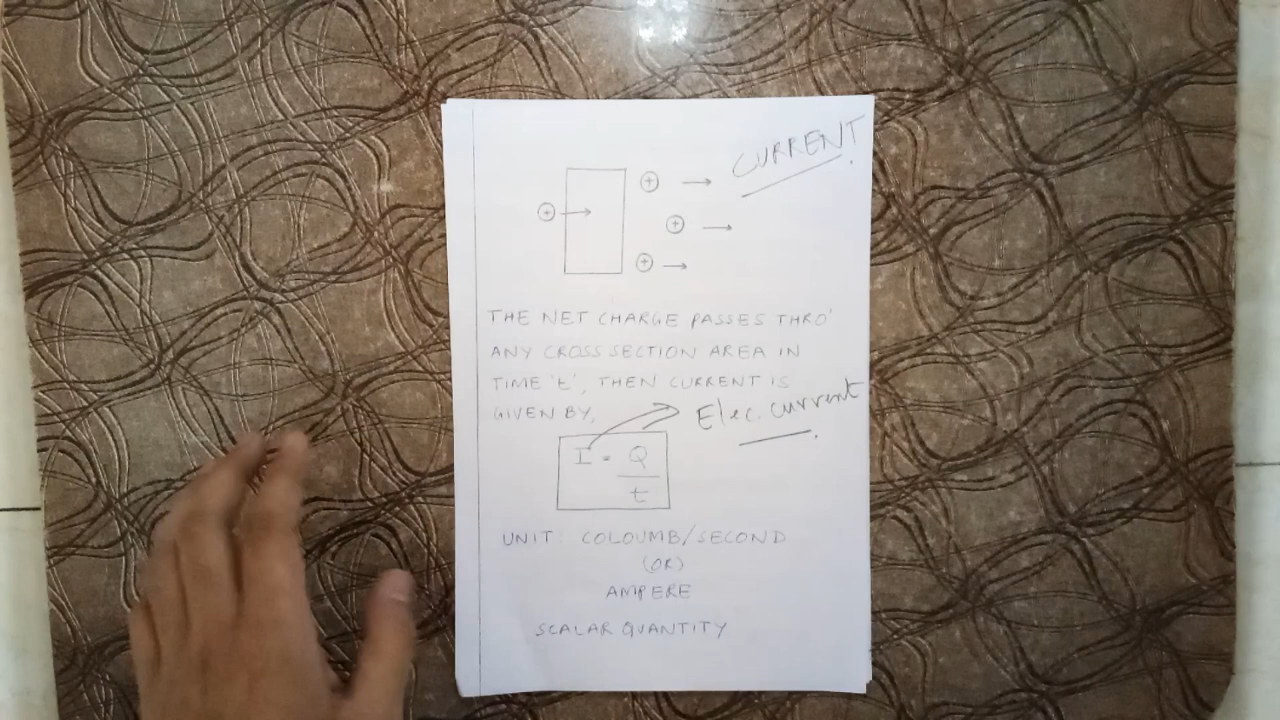 CURRENT
THE NET CHARGE PASSES THRO'
ANY CROSS SECTION AREA IN
TIME 't', THEN CURRENT IS
GIVEN BY,
Elec. current
I = Q
t
UNIT: COLOUMB/SECOND
(OR)
AMPERE
SCALAR QUANTITY